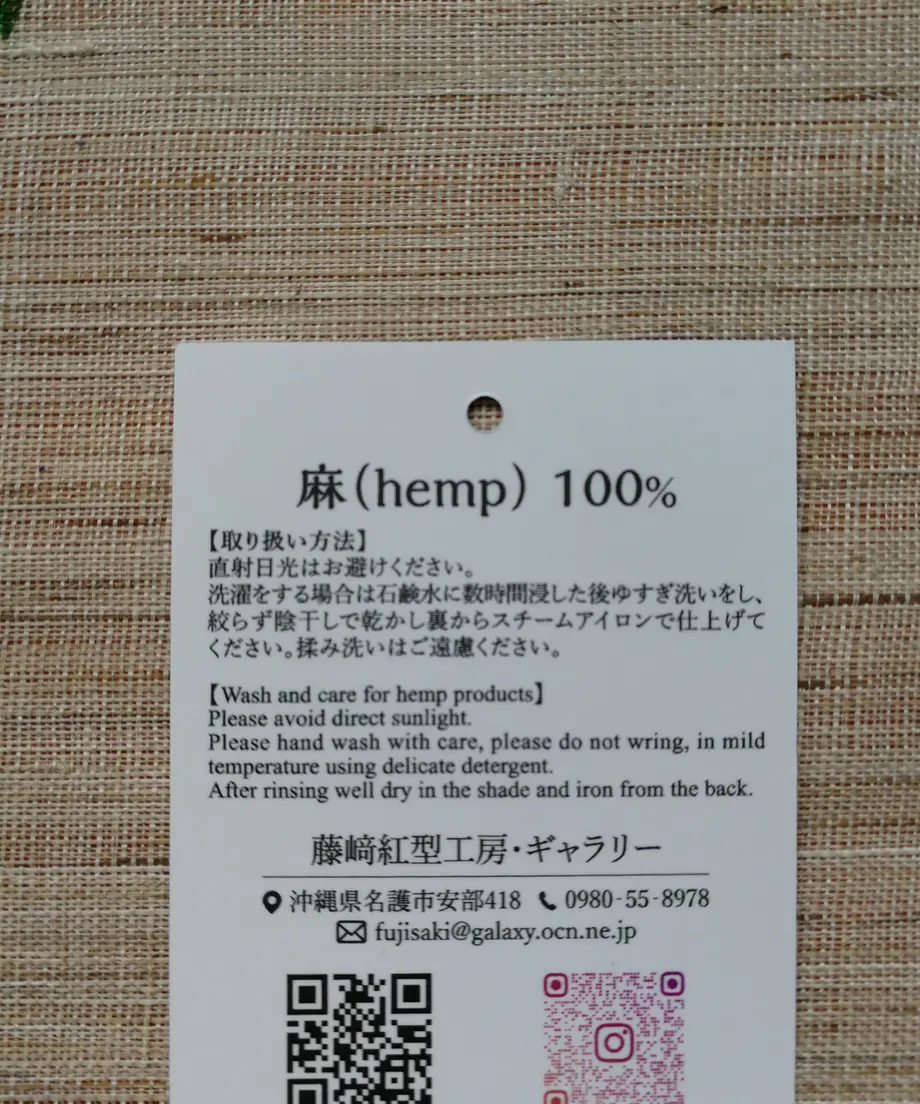 麻(hemp) 100%
【取り扱い方法】
直射日光はお避けください。
洗濯をする場合は石鹸水に数時間浸した後ゆすぎ洗いをし、
絞らず陰干しで乾かし裏からスチームアイロンで仕上げて
ください。揉み洗いはご遠慮ください。
【Wash and care for hemp products】
Please avoid direct sunlight.
Please hand wash with care, please do not wring, in mild
temperature using delicate detergent.
After rinsing well dry in the shade and iron from the back.
藤﨑紅型工房・ギャラリー
沖縄県名護市安部418 0980-55-8978
fujisaki@galaxy.ocn.ne.jp